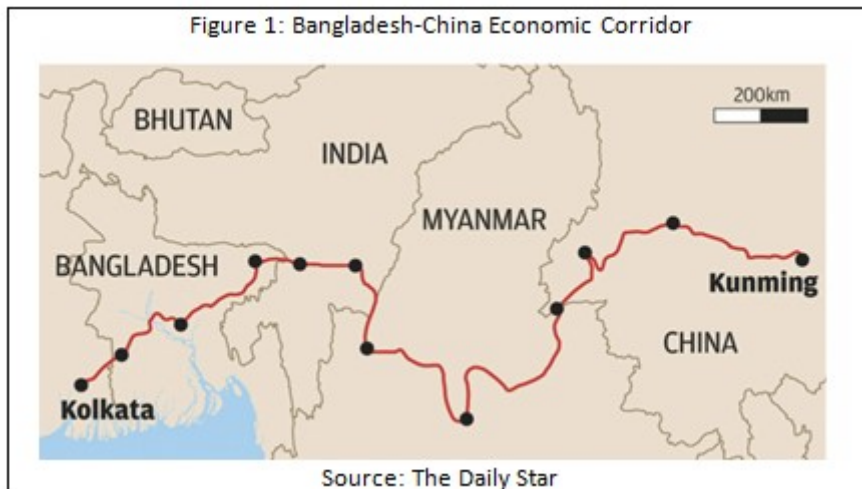 Figure 1: Bangladesh-China Economic Corridor
200km
BHUTAN
INDIA
MYANMAR
BANGLADESH
Kunming
CHINA
Kolkata
Source: The Daily Star